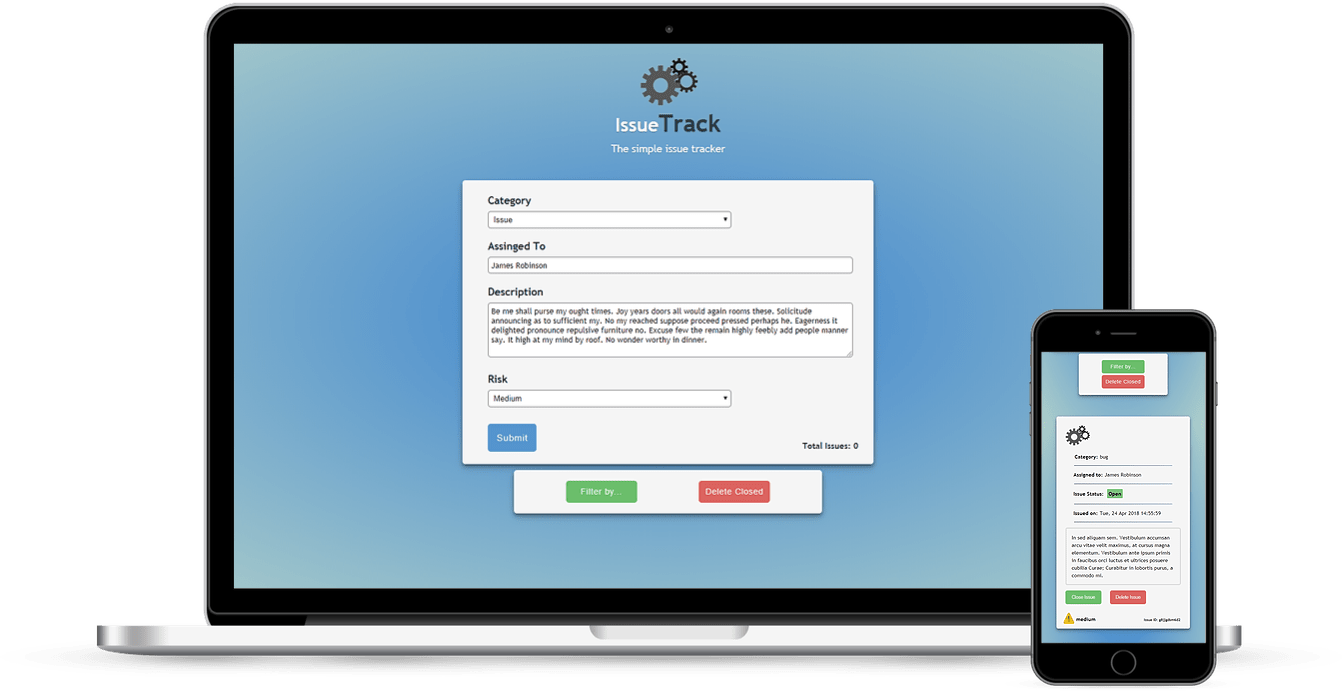 IssueTrack
The simple issue tracker
Category
Issue
Assinged To
James Robinson
Description
Be me shall purse my ought times. Joy years doors all would again rooms these. Solicitude
announcing as to sufficient my. No my reached suppose proceed pressed perhaps he. Eagerness it
delighted pronounce repulsive furniture no. Excuse few the remain highly feebly add people manner
say. It high at my mind by roof. No wonder worthy in dinner.
Risk
Medium
Submit
Total Issues: 0
Filter by...
Delete Closed
Filter by...
Delete Closed
Category: bug
Assigned to: James Robinson
Issue Status: Open
Issued on: Tue, 24 Apr 2018 14:55:59
In sed aliquam sem. Vestibulum accumsan
arcu vitae velit maximus, at cursus magna
elementum. Vestibulum ante ipsum primis
in faucibus orci luctus et ultrices posuere
cubilia Curae; Curabitur in lobortis purus, a
commodo mi.
Close Issue
Delete Issue
medium
Issue ID: